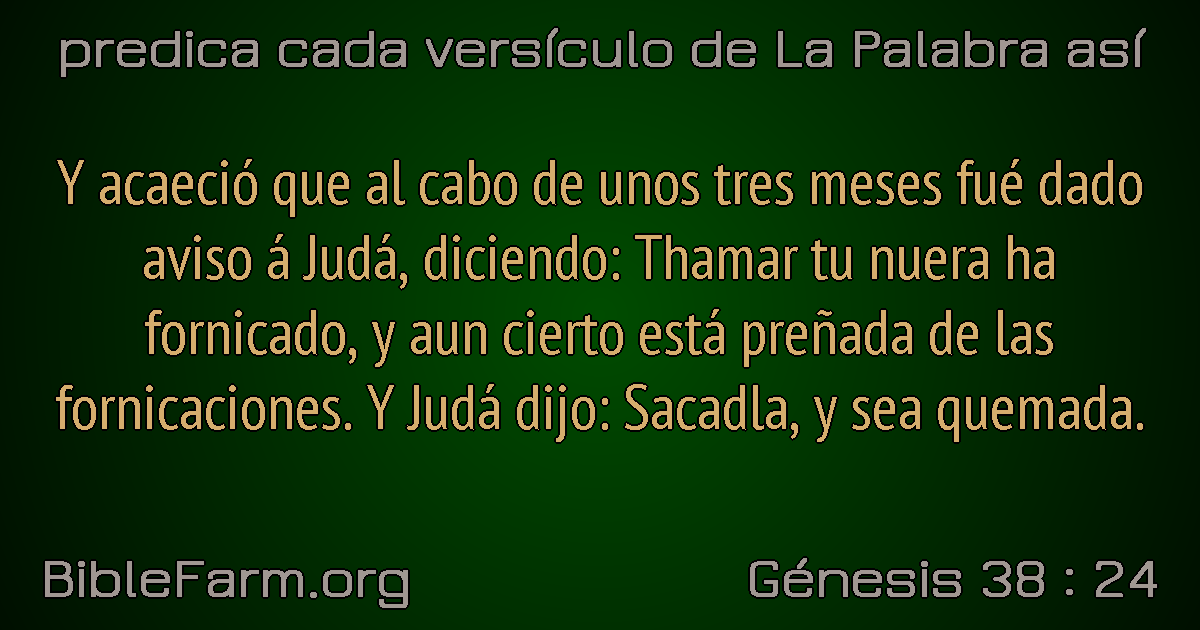 predica cada versículo de La Palabra así
Y acaeció que al cabo de unos tres meses fué dado
aviso á Judá, diciendo: Thamar tu nuera ha
fornicado, y aun cierto está preñada de las
fornicaciones. Y Judá dijo: Sacadla, y sea quemada.
BibleFarm.org
Génesis 38 : 24